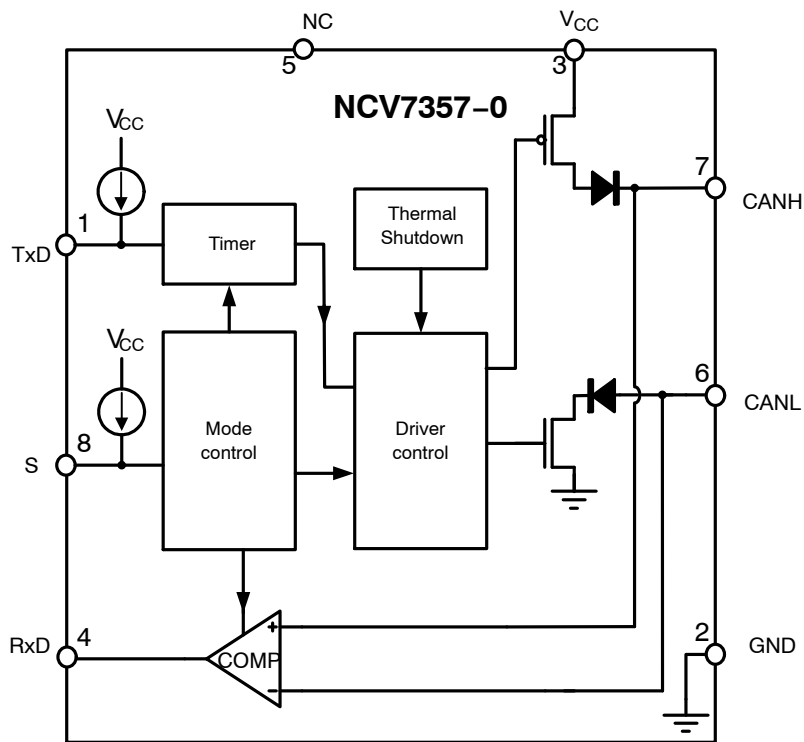 NC
5
VCC
3
NCV7357-0
VCC
1
TxD
Timer
Thermal
Shutdown
7
CANH
VCC
8
S
Mode
control
Driver
control
6
CANL
RxD
4
COMP
+
-
2
GND